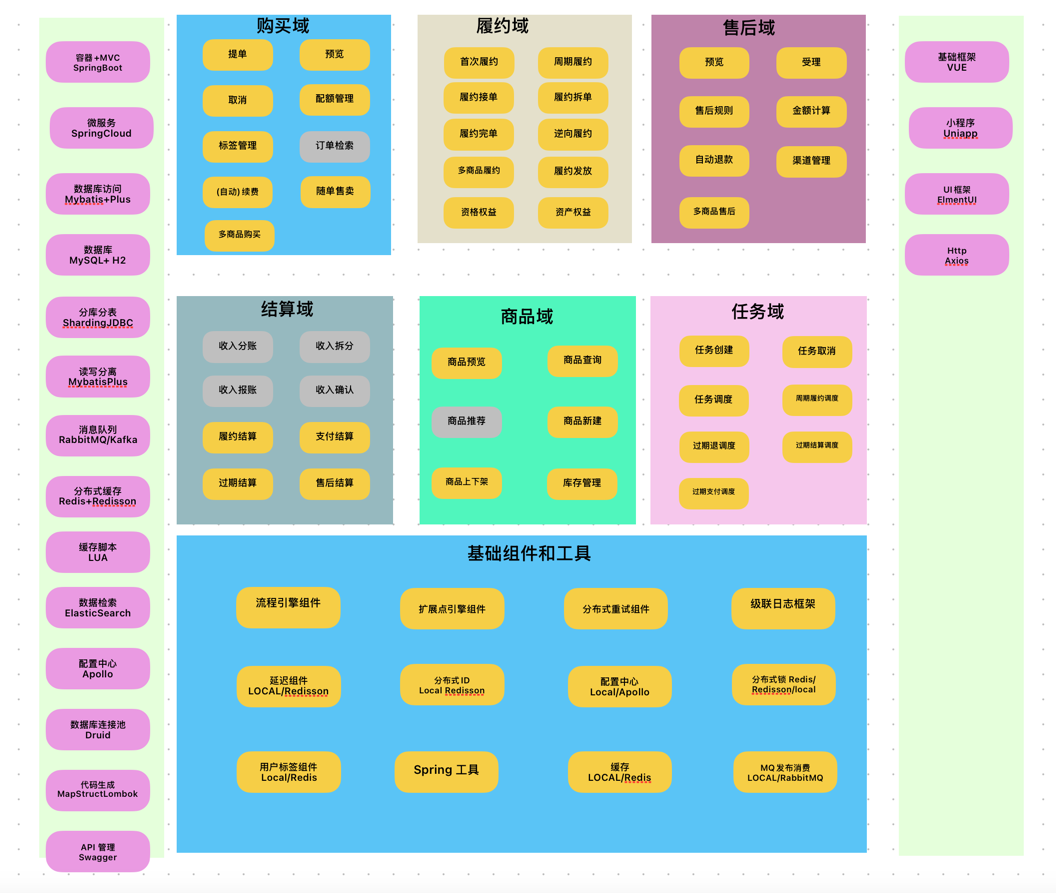 容器+MVC
SpringBoot
微服务
SpringCloud
数据库访问
Mybatis+Plus
数据库
MySQL+ H2
分库分表
ShardingJDBC
读写分离
MybatisPlus
消息队列
RabbitMQ/Kafka
分布式缓存
Redis+Redisson
缓存脚本
LUA
数据检索
ElasticSearch
配置中心
Apollo
数据库连接池
Druid
代码生成
MapStructLombok
API 管理
Swagger
购买域
提单
预览
取消
配额管理
标签管理
订单检索
(自动)续费
随单售卖
多商品购买
履约域
首次履约
周期履约
履约接单
履约拆单
履约完单
逆向履约
多商品履约
履约发放
资格权益
资产权益
售后域
预览
受理
售后规则
金额计算
自动退款
渠道管理
多商品售后
结算域
收入分账
收入拆分
收入报账
收入确认
履约结算
支付结算
过期结算
售后结算
商品域
商品预览
商品查询
商品推荐
商品新建
商品上下架
库存管理
任务域
任务创建
任务取消
任务调度
周期履约调度
过期退调度
过期结算调度
过期支付调度
基础组件和工具
流程引擎组件
扩展点引擎组件
分布式重试组件
级联日志框架
延迟组件
LOCAL/Redisson
分布式 ID
Local Redisson
配置中心
Local/Apollo
分布式锁 Redis/
Redisson/local
用户标签组件
Local/Redis
Spring 工具
缓存
LOCAL/Redis
MQ 发布消费
LOCAL/RabbitMQ
基础框架
VUE
小程序
Uniapp
UI 框架
ElmentUI
Http
Axios